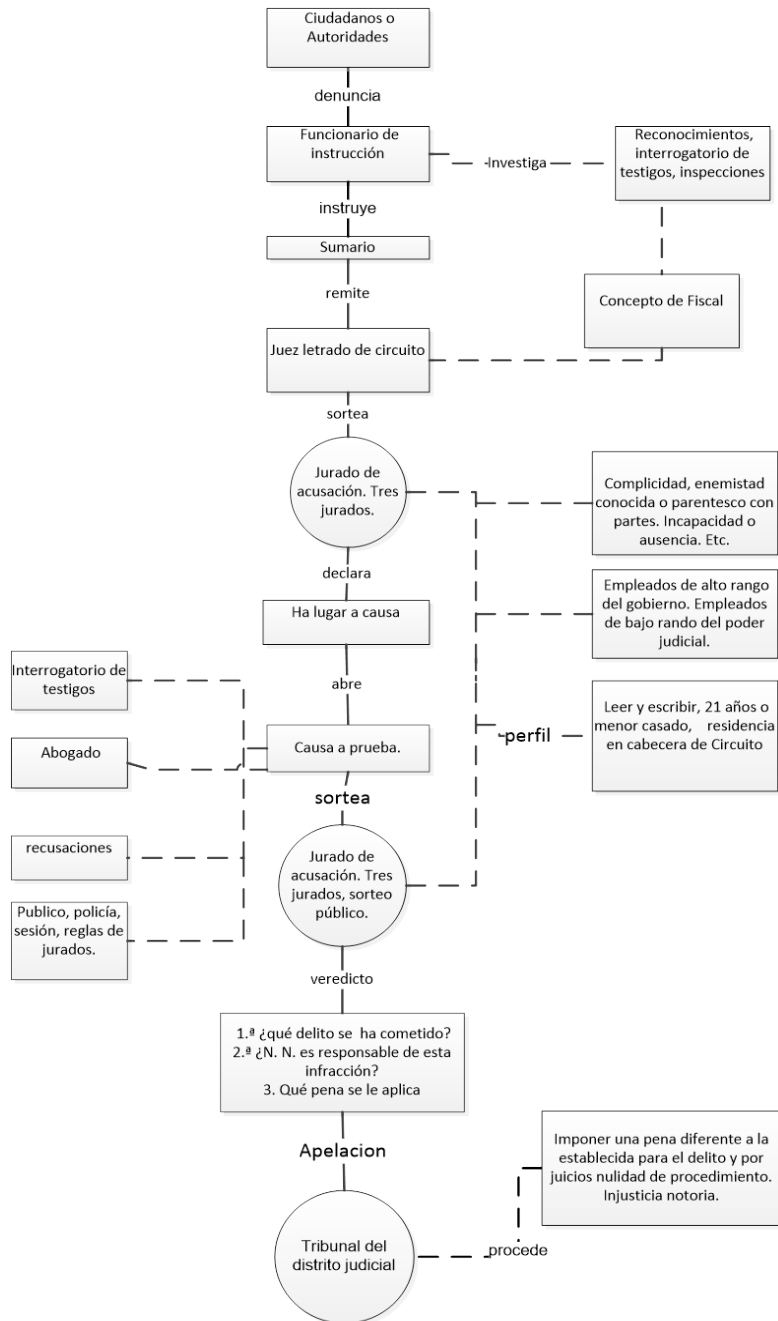 Ciudadanos o
Autoridades
denuncia
Funcionario de
instrucción
Investiga
Reconocimientos,
interrogatorio de
testigos, inspecciones
instruye
Sumario
remite
Concepto de Fiscal
Juez letrado de circuito
sortea
Jurado de
acusación. Tres
jurados.
Complicidad, enemistad
conocida o parentesco con
partes. Incapacidad o
ausencia. Etc.
declara
Ha lugar a causa
Empleados de alto rango
del gobierno. Empleados
de bajo rando del poder
judicial.
Interrogatorio de
testigos
abre
Leer y escribir, 21 años o
menor casado, residencia
en cabecera de Circuito
perfil
Abogado
Causa a prueba.
sortea
recusaciones
Jurado de
acusación. Tres
jurados, sorteo
público.
Publico, policía,
sesión, reglas de
jurados.
veredicto
1.ª ¿qué delito se ha cometido?
2.ª ¿N. N. es responsable de esta
infracción?
3. Qué pena se le aplica
Apelacion
Imponer una pena diferente a la
establecida para el delito y por
juicios nulidad de procedimiento.
Injusticia notoria.
Tribunal del
distrito judicial
procede